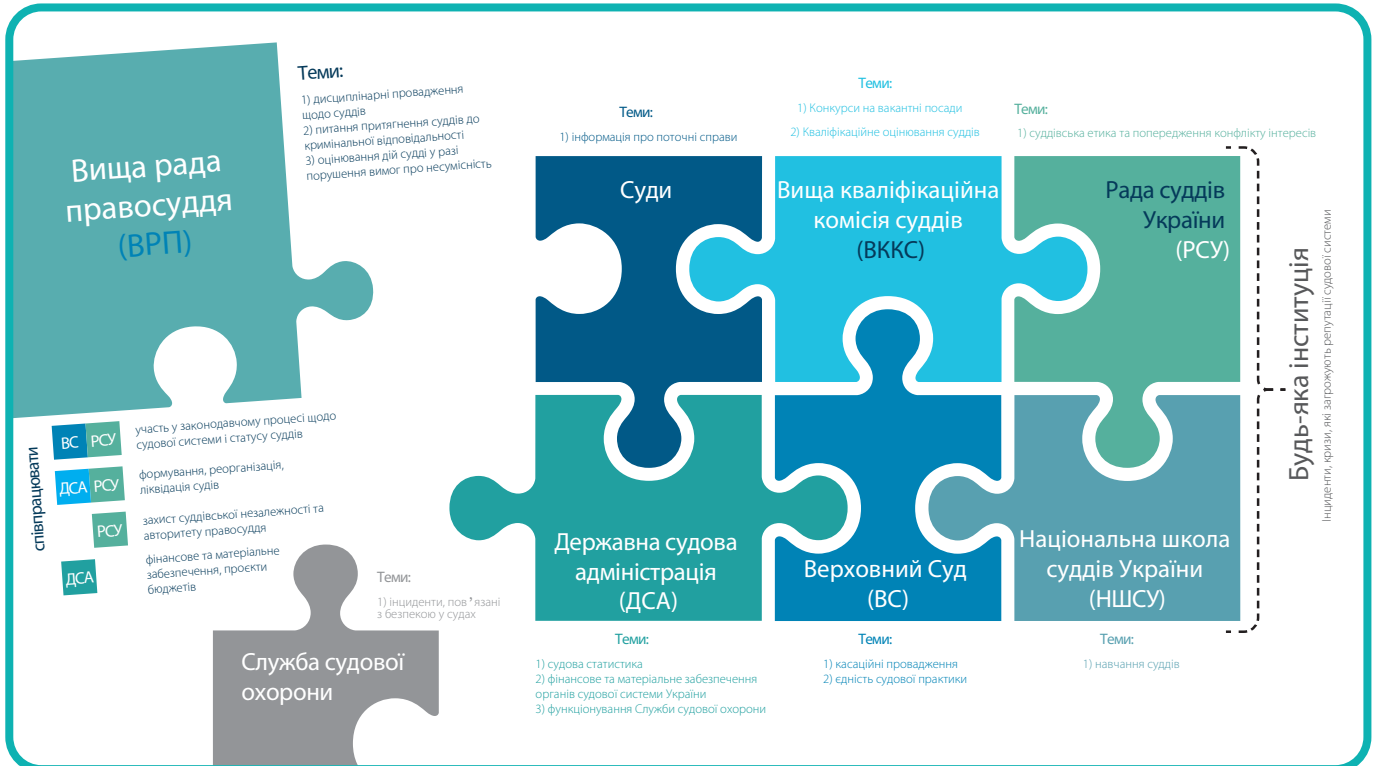 Вища рада
правосуддя
(ВРП)
Теми:
1) дисциплінарні провадження
щодо суддів
2) питання притягнення суддів до
кримінальної відповідальності
3) оцінювання дій судді у разі
порушення вимог про несумісність
співпрацювати
ВС РСУ
участь у законодавчому процесі щодо
судової системи і статусу суддів
ДСА РСУ
формування, реорганізація,
ліквідація судів
РСУ
захист суддівської незалежності та
авторитету правосуддя
ДСА
фінансове та матеріальне
забезпечення, проєкти
бюджетів
Служба судової
охорони
Теми:
1) інциденти, пов’язані
з безпекою у судах
Теми:
1) інформація про поточні справи
Суди
Теми:
1) Конкурси на вакантні посади
2) Кваліфікаційне оцінювання суддів
Вища кваліфікаційна
комісія суддів
(ВККС)
Теми:
1) суддівська етика та попередження конфлікту інтересів
Рада суддів
України
(РСУ)
Державна судова
адміністрація
(ДСА)
Теми:
1) судова статистика
2) фінансове та матеріальне забезпечення
органів судової системи України
3) функціонування Служби судової охорони
Верховний Суд
(ВС)
Теми:
1) касаційні провадження
2) єдність судової практики
Національна школа
суддів України
(НШСУ)
Теми:
1) навчання суддів
Будь-яка інституція
Інциденти, кризи, які загрожують репутації судової системи